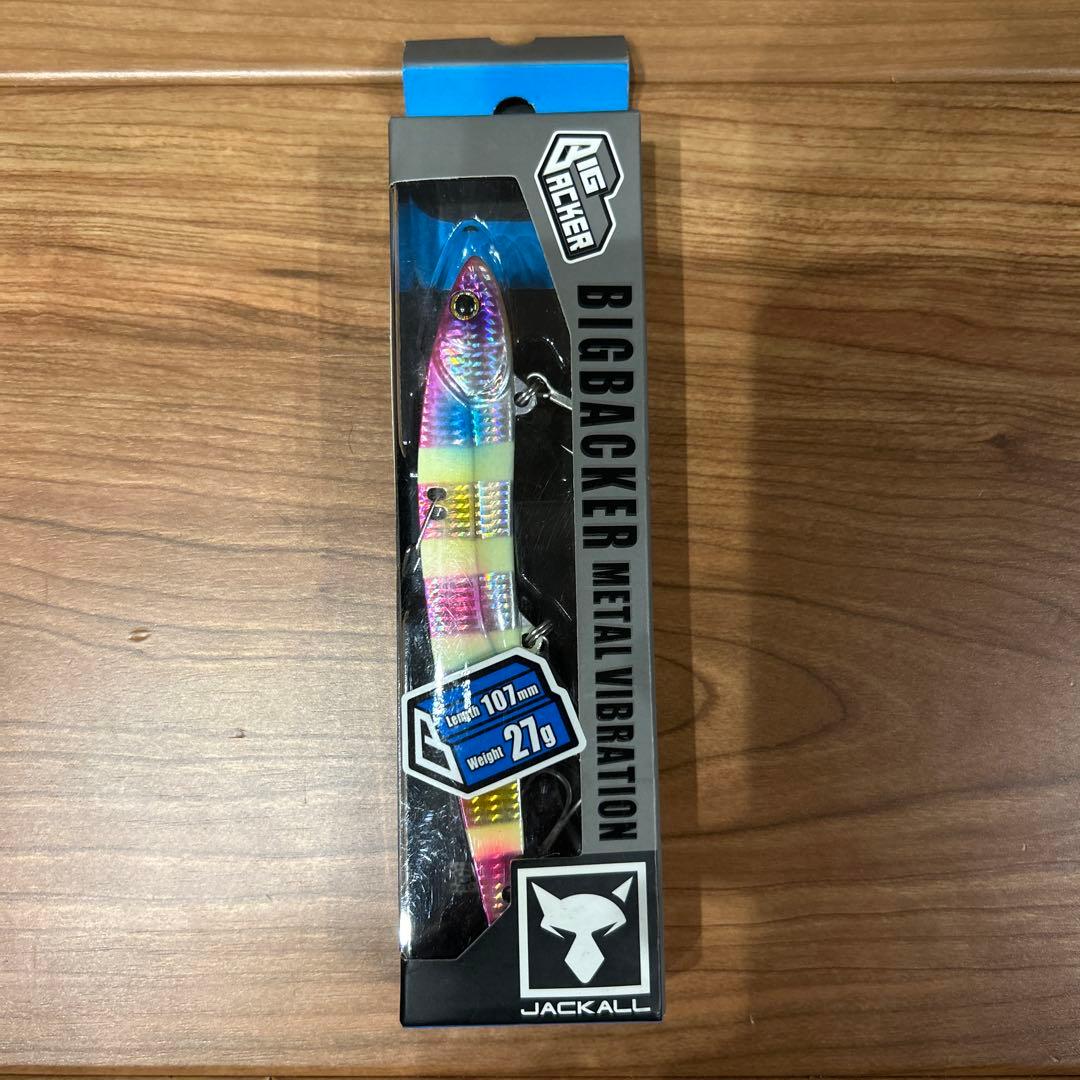 BIG
BACKER
BIGBACKER METAL VIBRATION
Length 107mm
Weight 27g
JACKALL